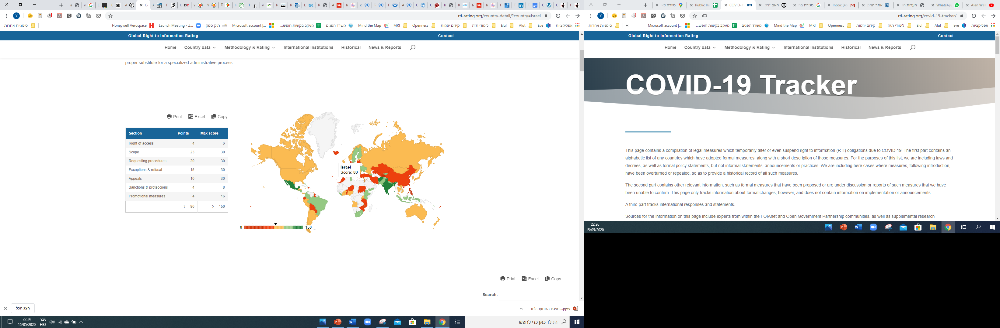 rti-rating.org/country-detail/?country=Israel
סימניות אחרות
Honeywell Aerospace
Launch Meeting - Z...
תיק ספק
Microsoft account |...
מעקב בקשות חופש...
משרד הפנים
Mind the Map
MRI
Openness
קידום יוזמות
לימודי תזה
Elul
Alut
Eve
אפליקציות
Global Right to Information Rating
Contact
Home
Country data
Methodology & Rating
International Institutions
Historical
News & Reports
proper substitute for a specialized administrative process.
Print Excel Copy
Section Points Max score
Right of access 4 6
Scope 23 30
Requesting procedures 20 30
Exceptions & refusal 15 30
Appeals 10 30
Sanctions & proteccions 4 8
Promotional measures 4 16
∑ = 80 ∑ = 150
Israel
Score: 80
0 150
Print Excel Copy
Search:
הצג הכל
מצגת התנועה לחו....pptx
22:26
15/05/2020
עבר
HE3
הקלד כאן כדי לחפש
סיירה לא
Public Re
COVID-1
האם "רק
סגירת בת
Inbox (46
אתר החק
הערות הו
WhatsAp
Alan Wal
rti-rating.org/covid-19-tracker/
סימניות אחרות
«
Microsoft account |...
מעקב בקשות חופש...
משרד הפנים
Mind the Map
MRI
Openness
קידום יוזמות
לימודי תזה
Elul
Alut
Eve
אפליקציות
Global Right to Information Rating
Contact
Home
Country data
Methodology & Rating
International Institutions
Historical
News & Reports
COVID-19 Tracker
This page contains a compilation of legal measures which temporarily alter or even suspend right to information (RTI) obligations due to COVID-19. The first part contains an
alphabetic list of any countries which have adopted formal measures, along with a short description of those measures. For the purposes of this list, we are including laws and
decrees, as well as formal policy statements, but not informal statements, announcements or practices. We are including here cases where measures, following introduction,
have been overturned or repealed, so as to provide a historical record of all such measures.
The second part contains other relevant information, such as formal measures that have been proposed or are under discussion or reports of such measures that we have
been unable to confirm. This page only tracks information about formal changes, however, and does not contain information on implementation or announcements.
A third part tracks international responses and statements.
Sources for the information on this page include experts from within the FOIAnet and Open Government Partnership communities, as well as supplemental research
22:26
15/05/2020